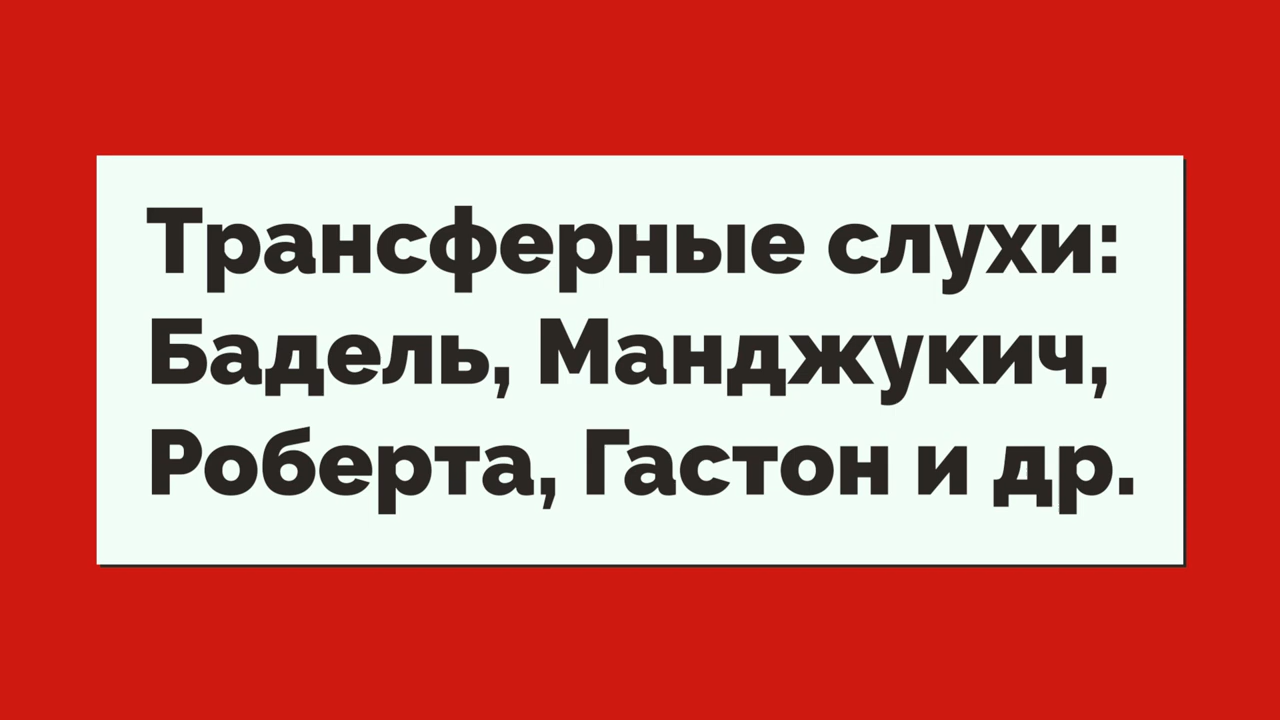 Трансферные слухи:
Бадель, Манджукич,
Роберта, Гастон и др.